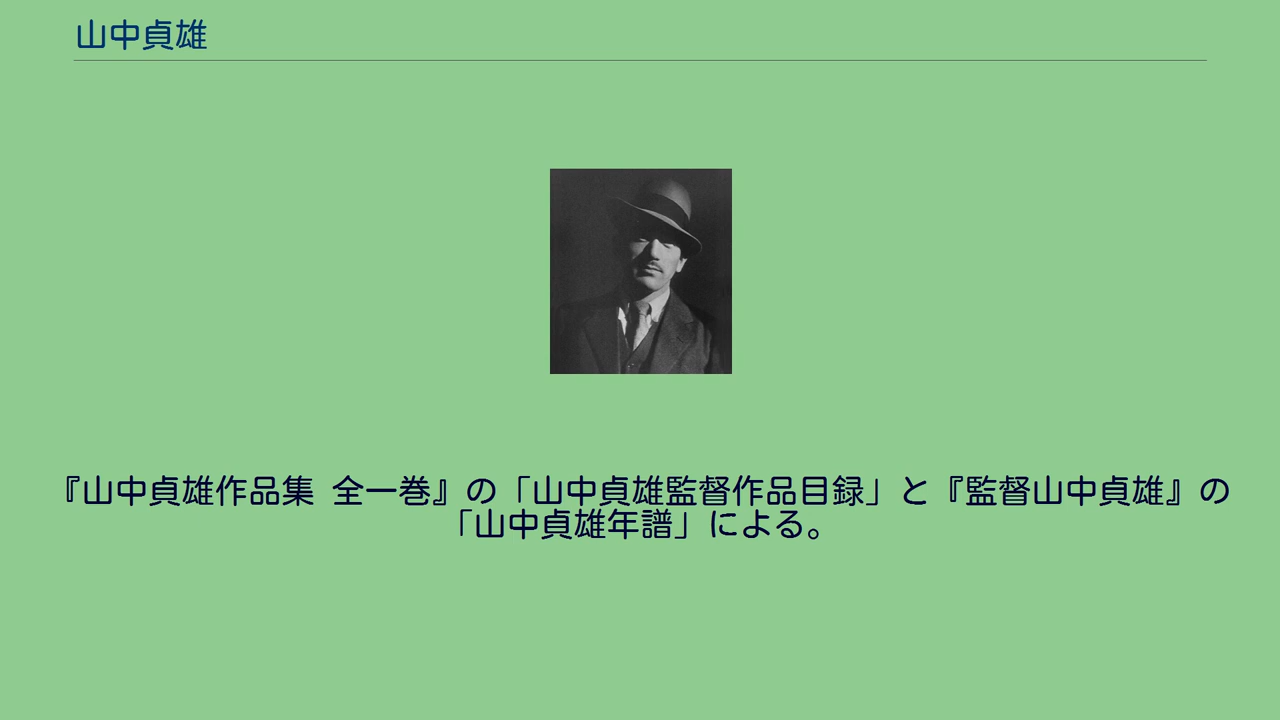 山中貞雄
『山中貞雄作品集 全一巻』の「山中貞雄監督作品目録」と『監督山中貞雄』の
「山中貞雄年譜」による。